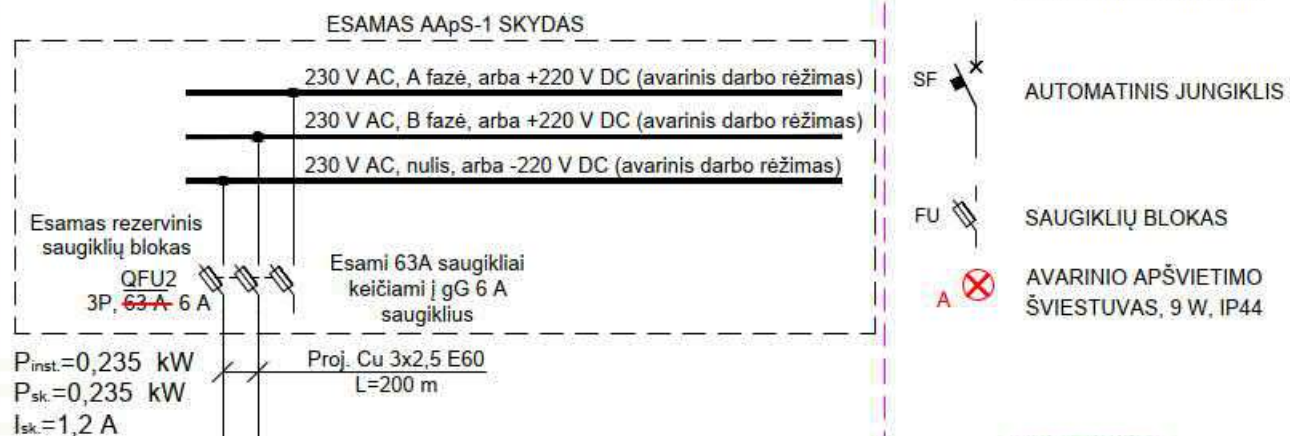 ESAMAS AApS-1 SKYDAS
230 V AC, A fazė, arba +220 V DC (avarinis darbo rėžimas)
230 V AC, B fazė, arba +220 V DC (avarinis darbo rėžimas)
230 V AC, nulis, arba -220 V DC (avarinis darbo rėžimas)
Esamas rezervinis
saugiklių blokas
QFU2
3P, 63 A 6 A
Esami 63A saugikliai
keičiami į gG 6 A
saugiklius
Pinst.=0,235 kW
Psk.=0,235 kW
Isk.=1,2 A
Proj. Cu 3x2,5 E60
L=200 m
SF
AUTOMATINIS JUNGIKLIS
FU
SAUGIKLIŲ BLOKAS
A
AVARINIO APŠVIETIMO
ŠVIESTUVAS, 9 W, IP44